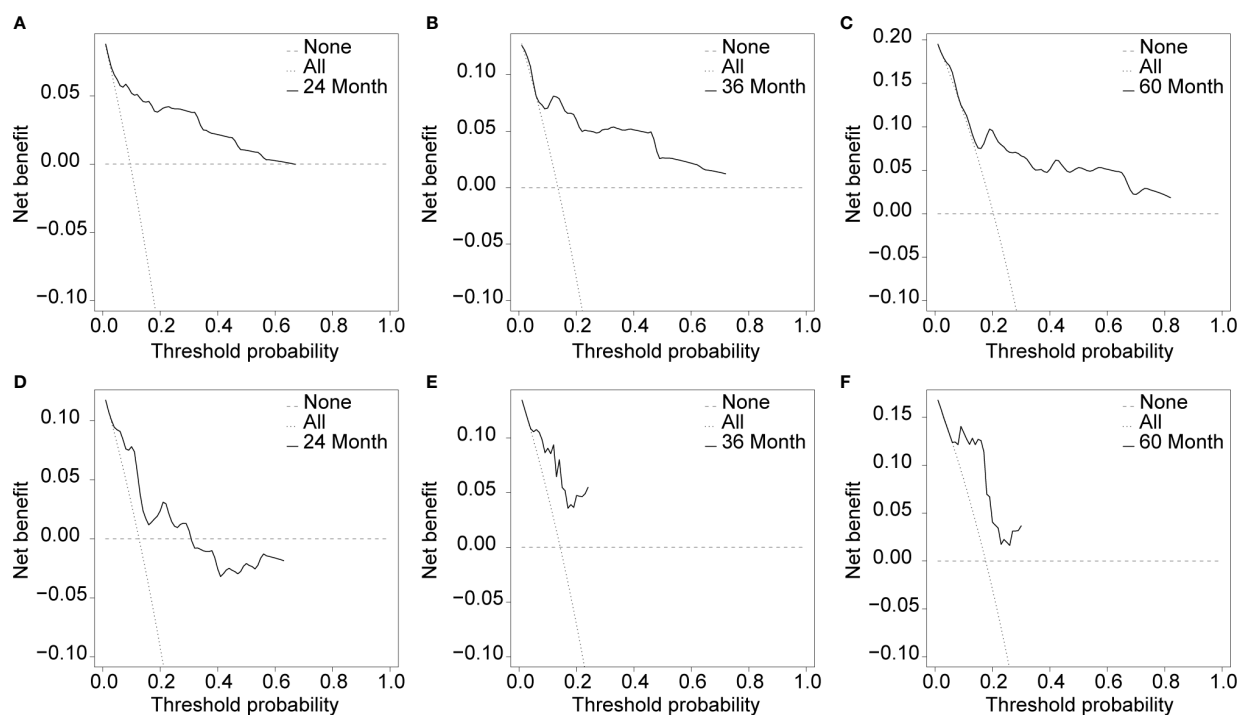 A
None
All
24 Month
0.05
0.00
−0.05
−0.10
Net benefit
0.0 0.2 0.4 0.6 0.8 1.0
Threshold probability
B
None
All
36 Month
0.10
0.05
0.00
−0.05
−0.10
Net benefit
0.0 0.2 0.4 0.6 0.8 1.0
Threshold probability
C
None
All
60 Month
0.20
0.15
0.10
0.05
0.00
−0.05
−0.10
Net benefit
0.0 0.2 0.4 0.6 0.8 1.0
Threshold probability
D
None
All
24 Month
0.10
0.05
0.00
−0.05
−0.10
Net benefit
0.0 0.2 0.4 0.6 0.8 1.0
Threshold probability
E
None
All
36 Month
0.10
0.05
0.00
−0.05
−0.10
Net benefit
0.0 0.2 0.4 0.6 0.8 1.0
Threshold probability
F
None
All
60 Month
0.15
0.10
0.05
0.00
−0.05
−0.10
Net benefit
0.0 0.2 0.4 0.6 0.8 1.0
Threshold probability